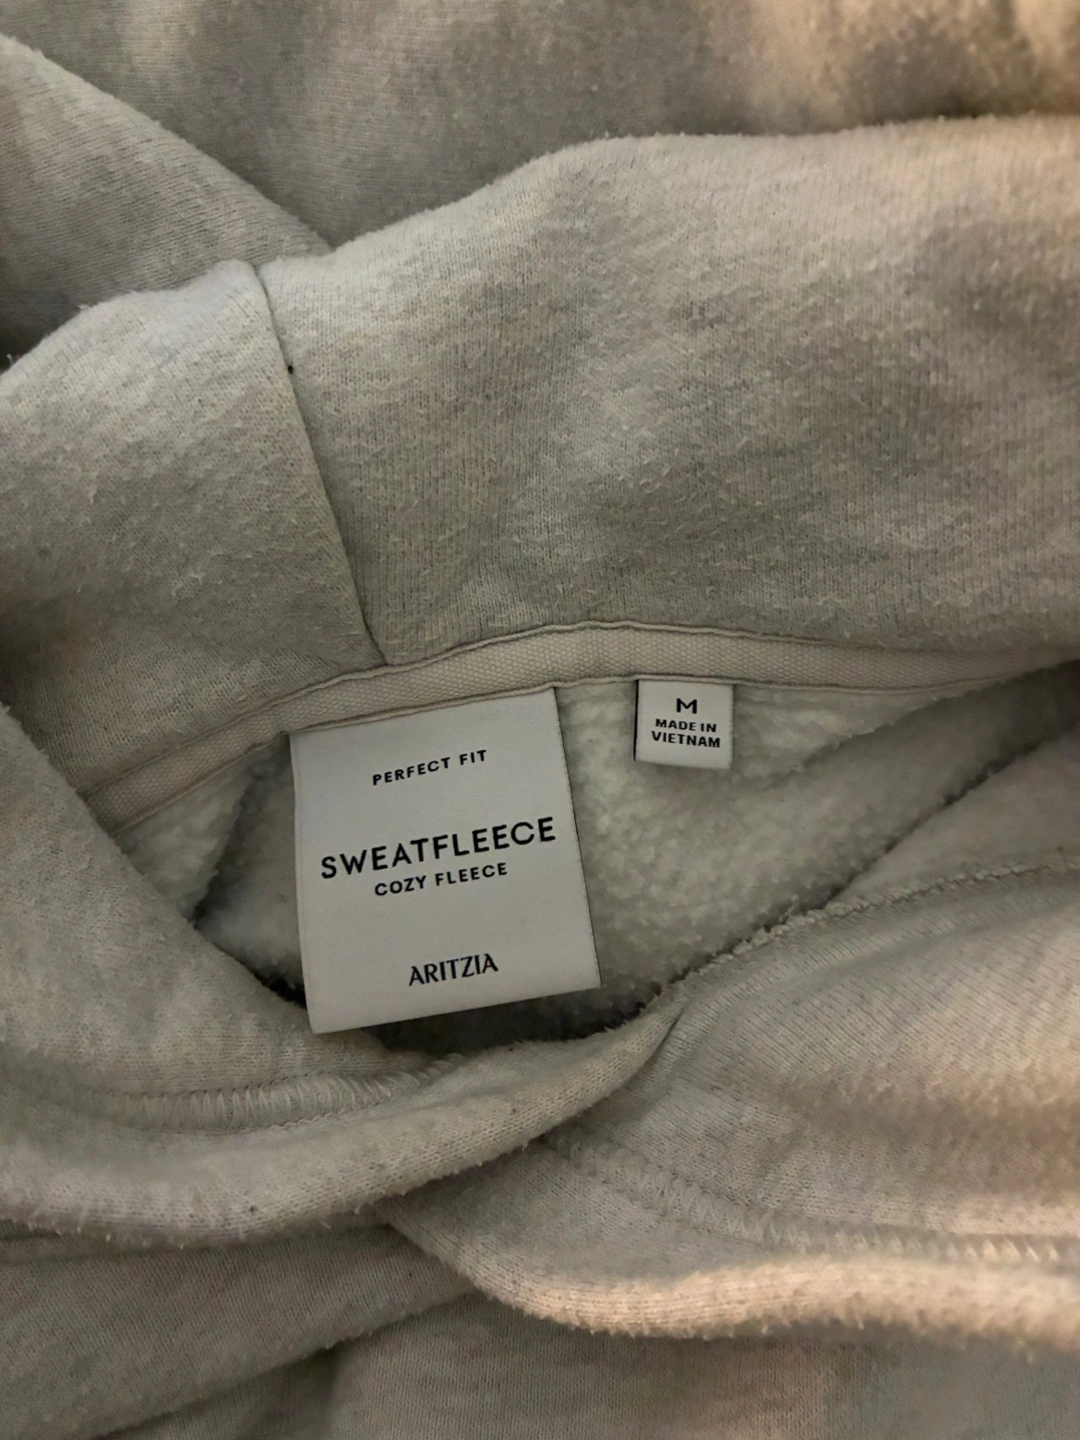 PERFECT FIT
SWEATFLEECE
COZY FLEECE
ARITZIA
M
MADE IN
VIETNAM